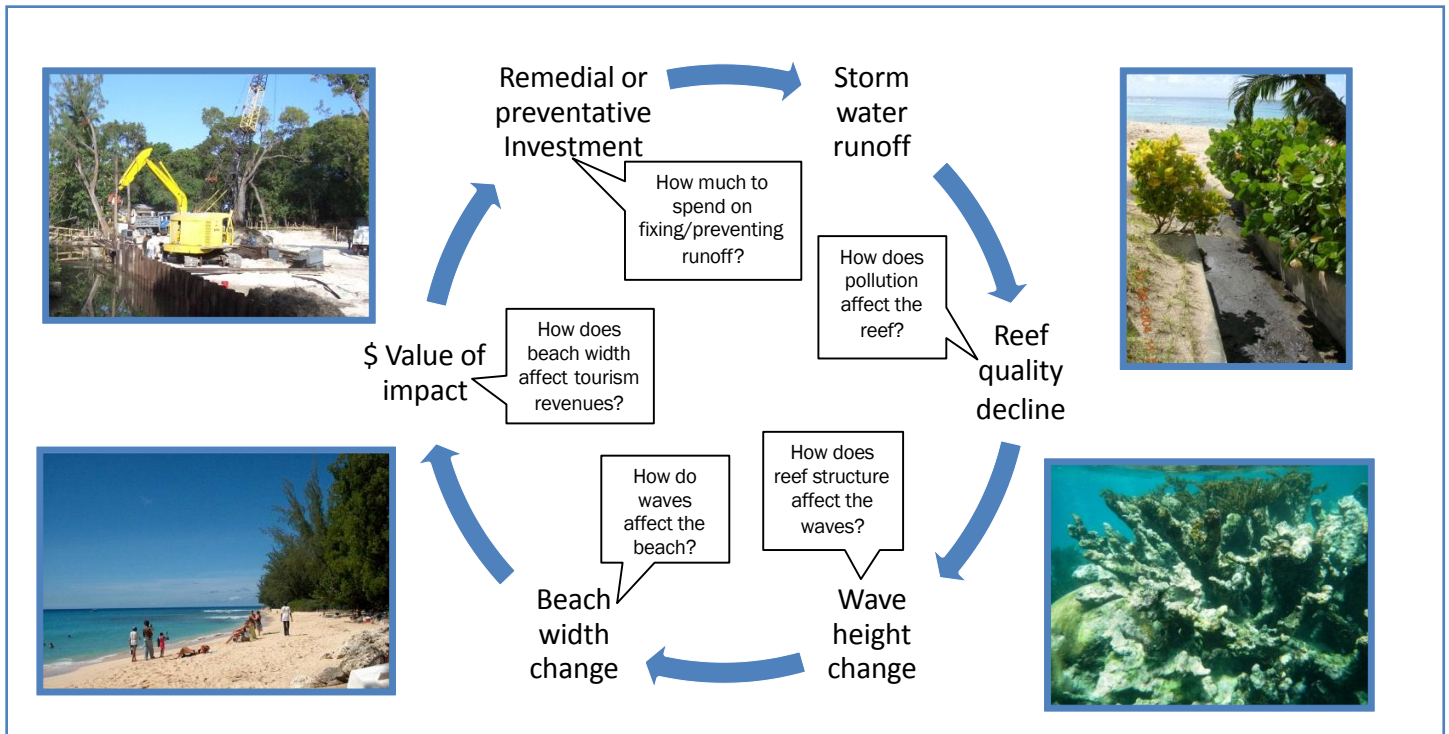 Remedial or
preventative
Investment
Storm
water
runoff
How much to
spend on
fixing/preventing
runoff?
How does
pollution
affect the
reef?
Reef
quality
decline
How does
reef structure
affect the
waves?
Wave
height
change
How do
waves
affect the
beach?
Beach
width
change
How does
beach width
affect tourism
revenues?
$ Value of
impact